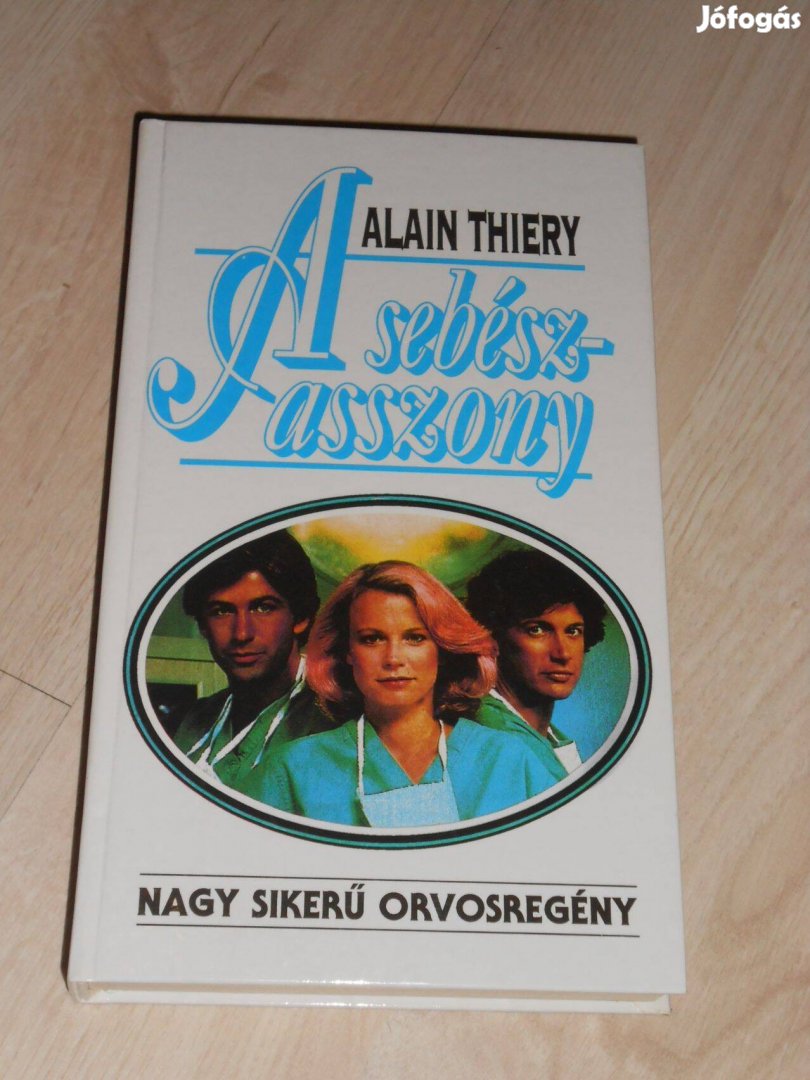 Jófogás
ALAIN THIERY
A sebész-
asszony
NAGY SIKERŰ ORVOSREGÉNY